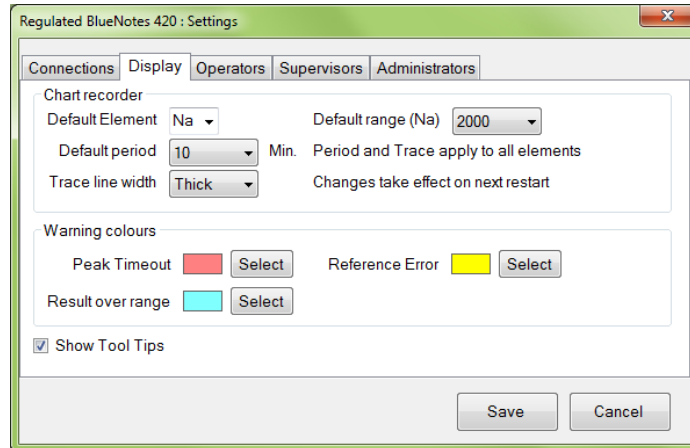 Regulated BlueNotes 420 : Settings
x
Connections Display Operators Supervisors Administrators
Chart recorder
Default Element Na Default range (Na) 2000
Default period 10 Min. Period and Trace apply to all elements
Trace line width Thick Changes take effect on next restart
Warning colours
Peak Timeout Select Reference Error Select
Result over range Select
Show Tool Tips
Save Cancel